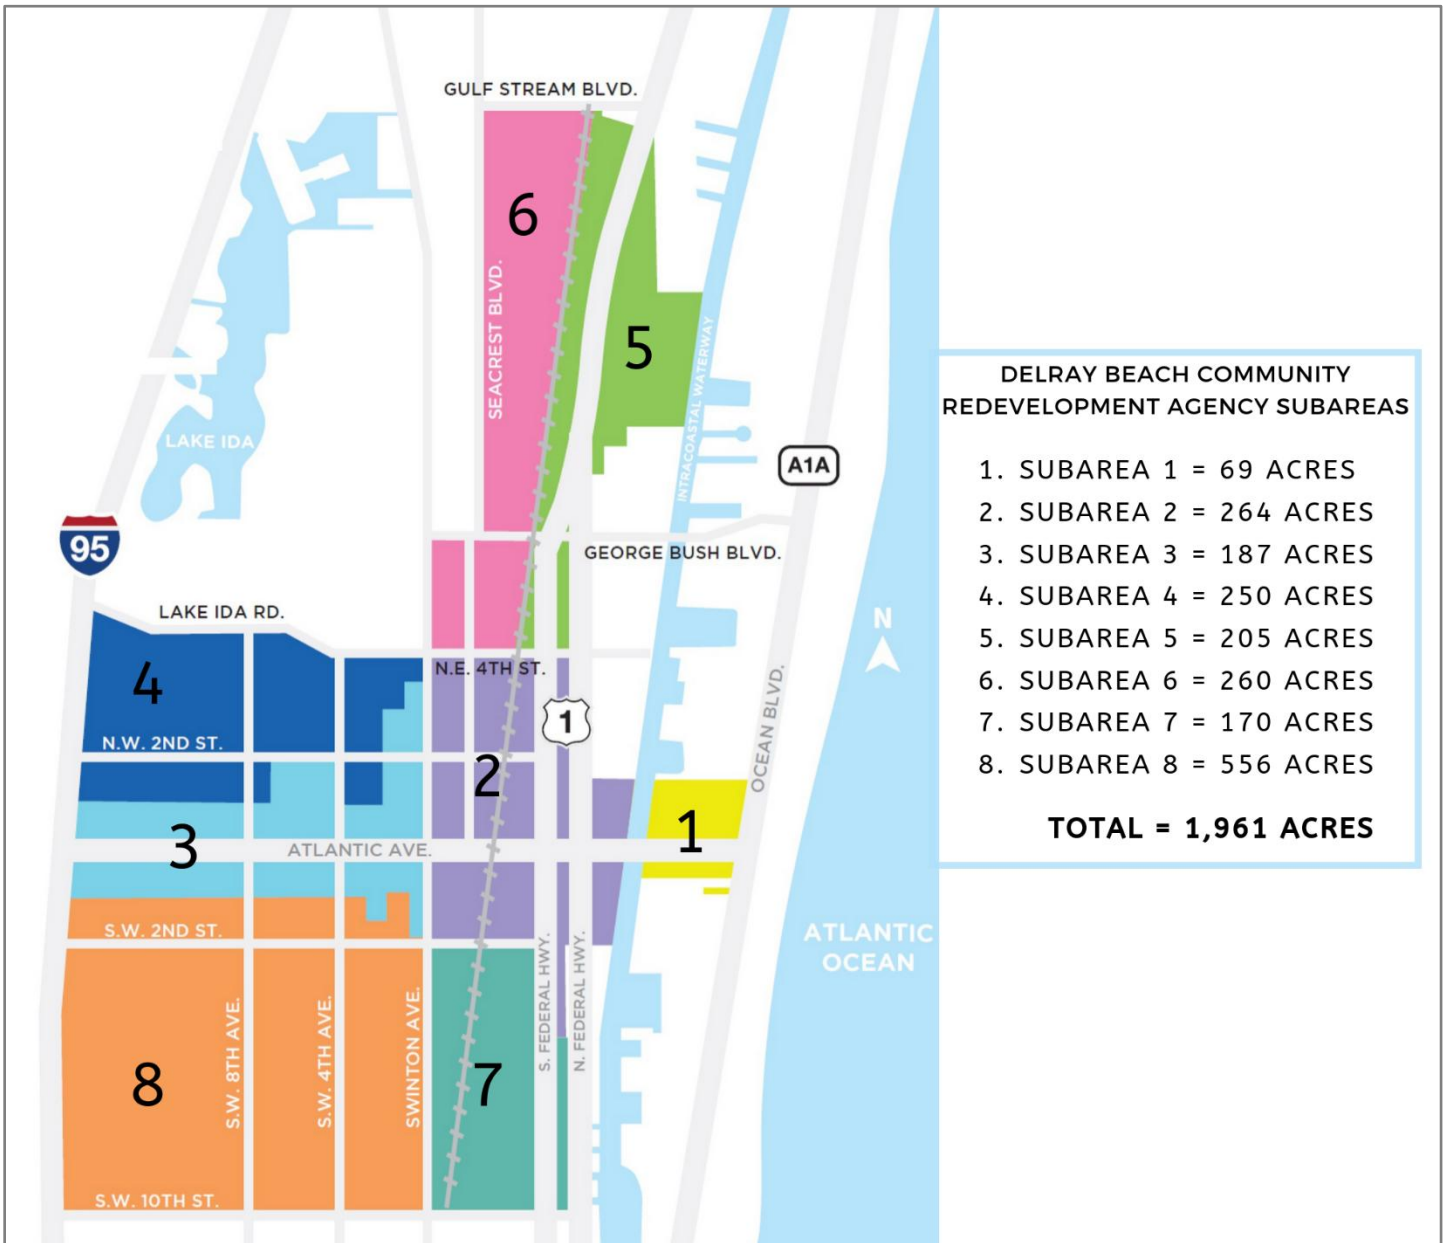 GULF STREAM BLVD.
6
SEACREST BLVD.
5
INTRACOASTAL WATERWAY
LAKE IDA
A1A
95
GEORGE BUSH BLVD.
LAKE IDA RD.
N
4
N.E. 4TH ST.
1
N.W. 2ND ST.
2
OCEAN BLVD.
3
ATLANTIC AVE.
1
S.W. 2ND ST.
ATLANTIC
OCEAN
S. FEDERAL HWY.
N. FEDERAL HWY.
S.W. 8TH AVE.
S.W. 4TH AVE.
SWINTON AVE.
8
7
S.W. 10TH ST.
DELRAY BEACH COMMUNITY
REDEVELOPMENT AGENCY SUBAREAS
1. SUBAREA 1 = 69 ACRES
2. SUBAREA 2 = 264 ACRES
3. SUBAREA 3 = 187 ACRES
4. SUBAREA 4 = 250 ACRES
5. SUBAREA 5 = 205 ACRES
6. SUBAREA 6 = 260 ACRES
7. SUBAREA 7 = 170 ACRES
8. SUBAREA 8 = 556 ACRES
TOTAL = 1,961 ACRES